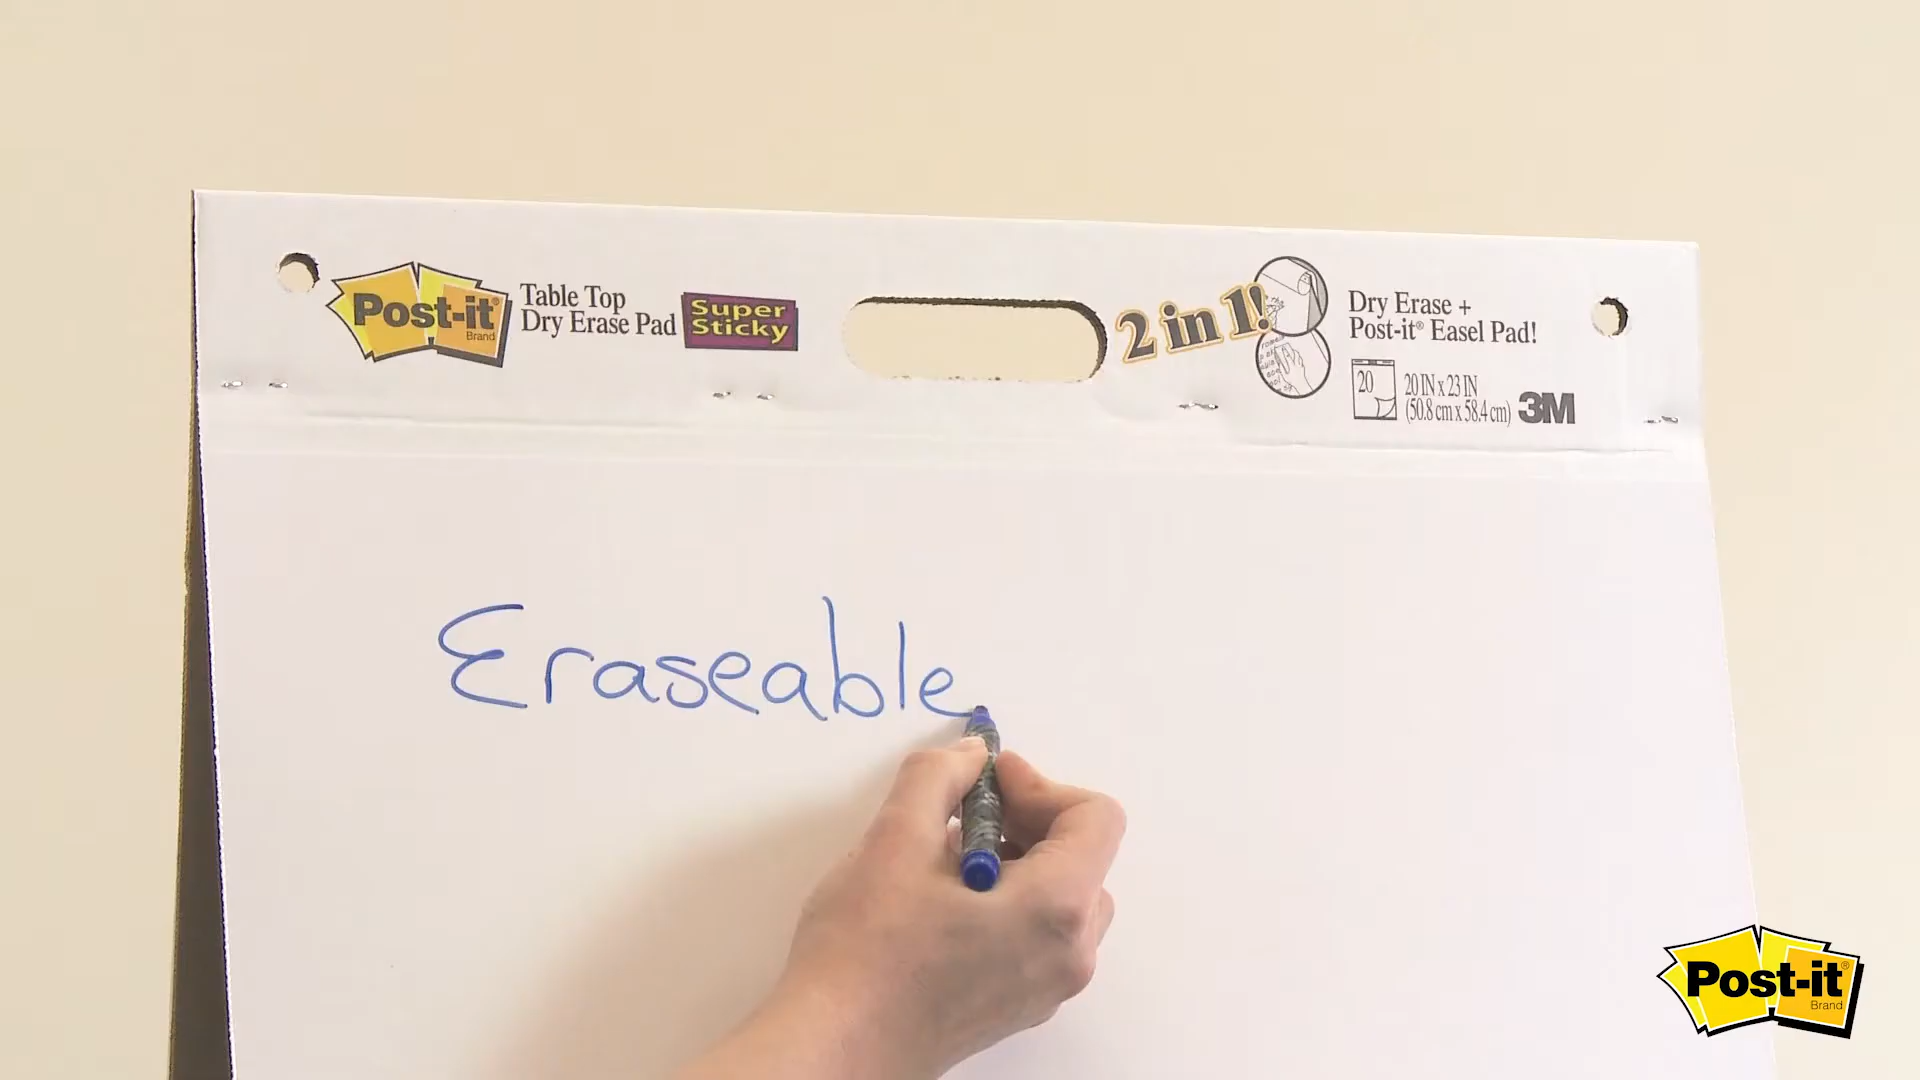 Post-it®
Brand
Table Top
Dry Erase Pad
Super
Sticky
2 in 1!
Dry Erase +
Post-it® Easel Pad!
20
20 IN x 23 IN
(50.8 cm x 58.4 cm)
3M
Eraseable
Post-it®
Brand